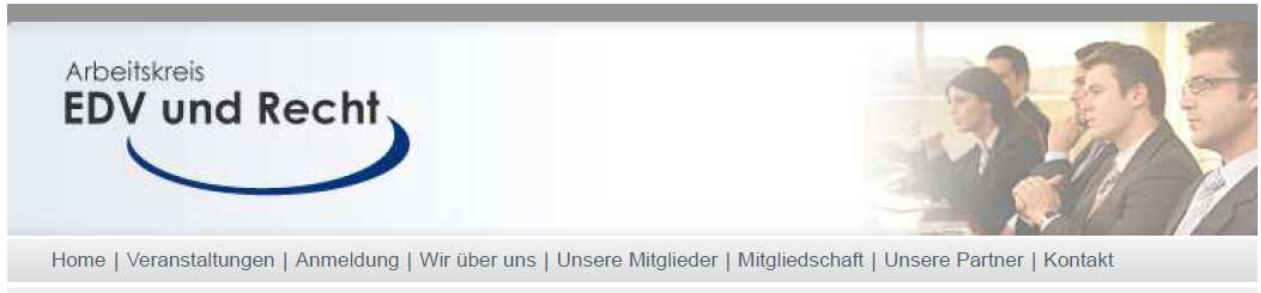 Arbeitskreis
EDV und Recht
Home | Veranstaltungen | Anmeldung | Wir über uns | Unsere Mitglieder | Mitgliedschaft | Unsere Partner | Kontakt